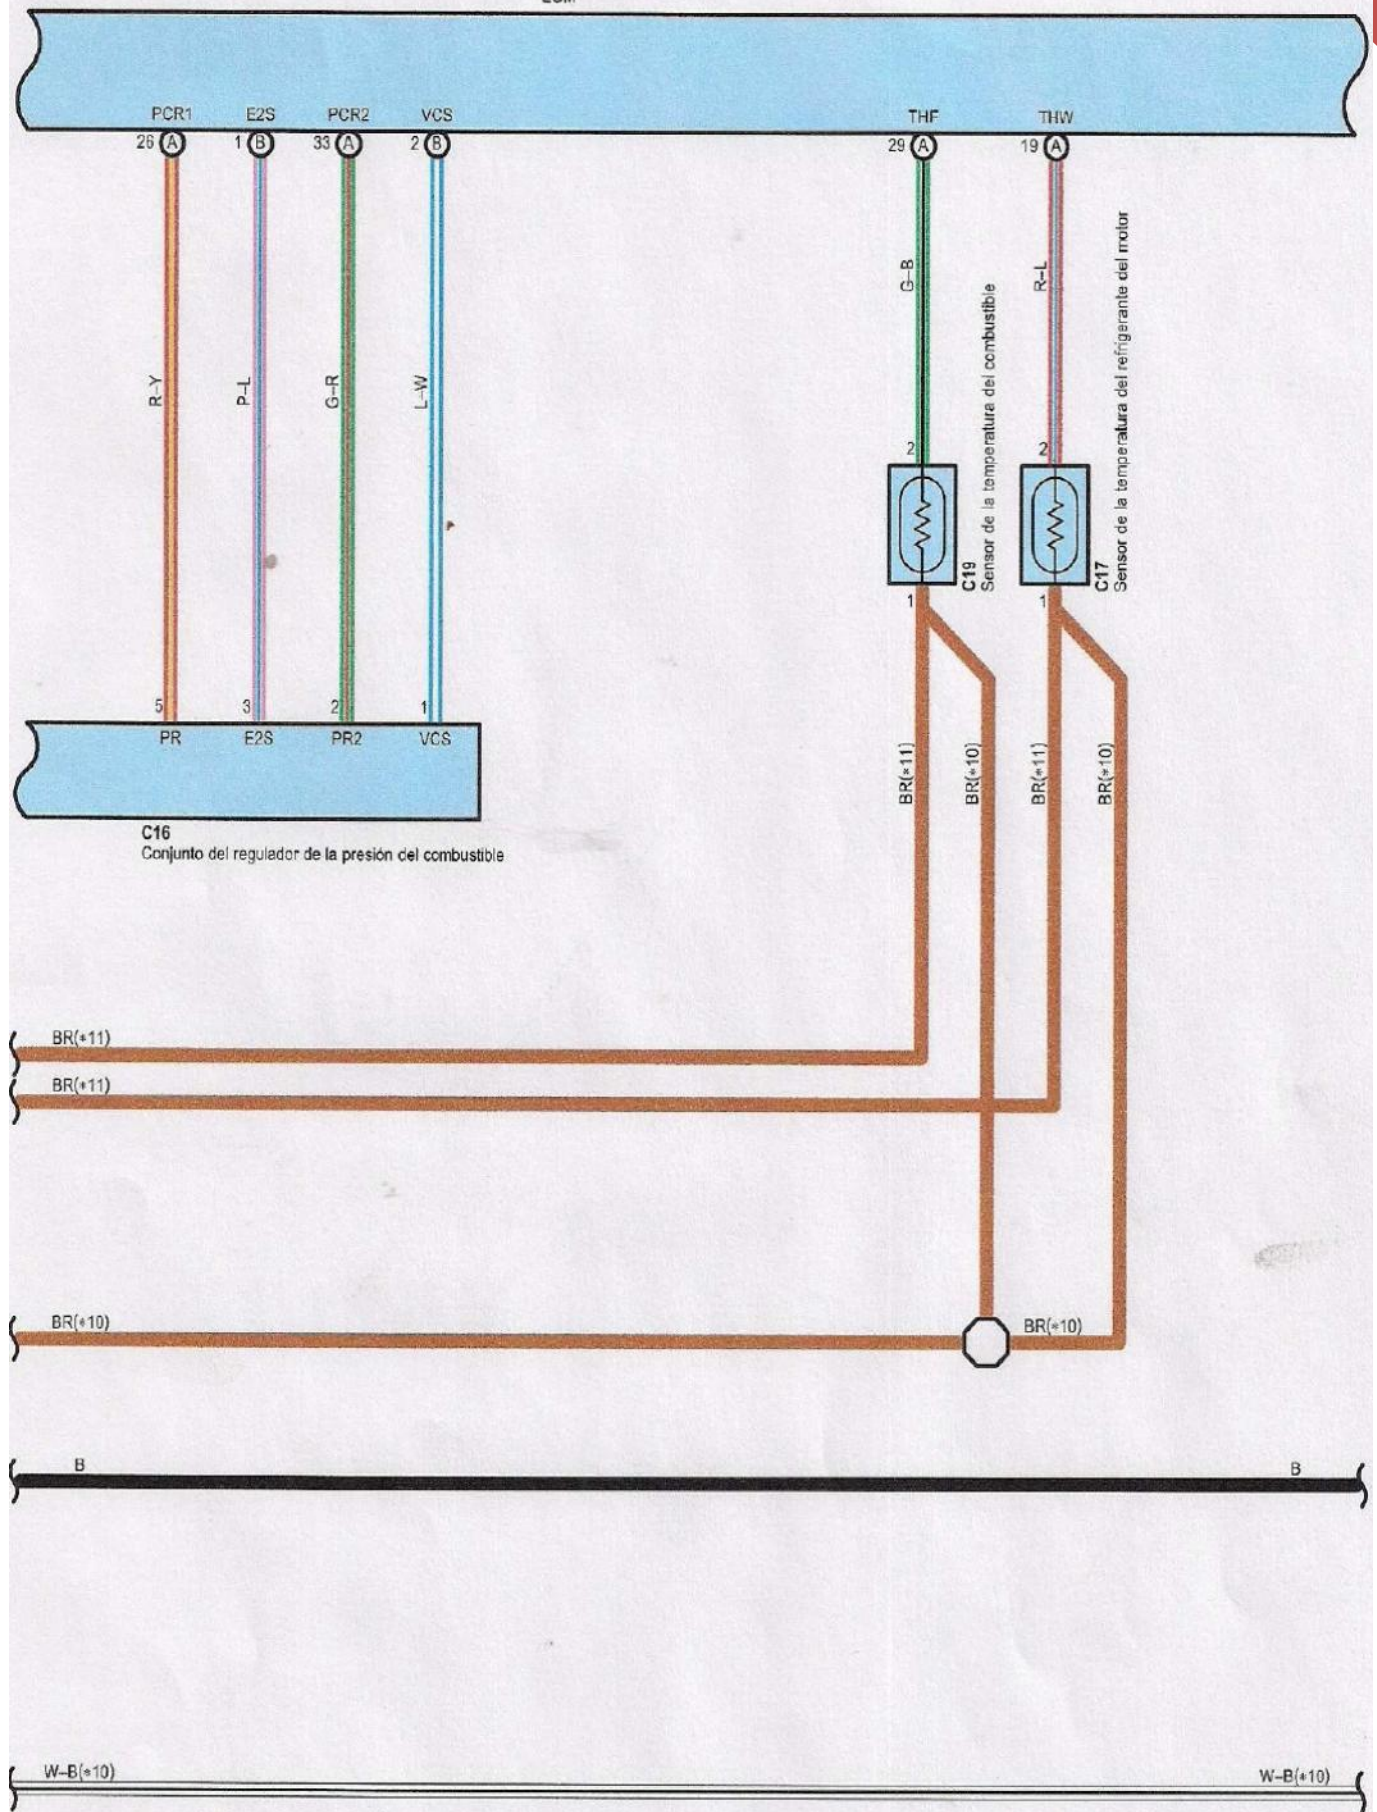 ECM
PCR1 E2S PCR2 VCS THF THW
26 A 1 B 33 A 2 B 29 A 19 A
R–Y P–L G–R L–W G–B R–L
2 2
C19
Sensor de la temperatura del combustible
C17
Sensor de la temperatura del refrigerante del motor
1 1
5 3 2 1
PR E2S PR2 VCS
BR(*11) BR(*10) BR(*11) BR(*10)
C16
Conjunto del regulador de la presión del combustible
BR(*11)
BR(*11)
BR(*10) BR(*10)
B B
W–B(*10) W–B(*10)